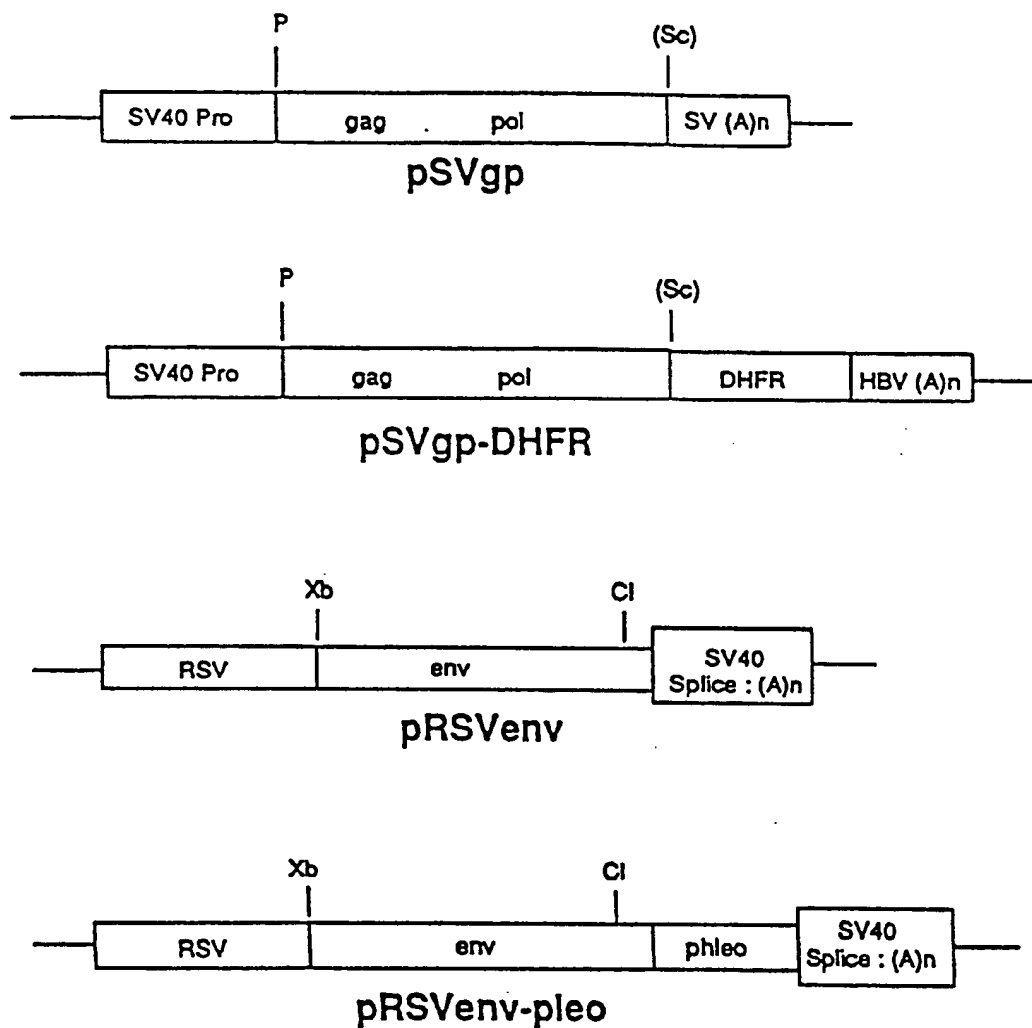 P (Sc)
SV40 Pro gag pol SV (A)n
pSVgp
P (Sc)
SV40 Pro gag pol DHFR HBV (A)n
pSVgp-DHFR
Xb Cl
RSV env SV40
Splice : (A)n
pRSVenv
Xb Cl
RSV env phleo SV40
Splice : (A)n
pRSVenv-pleo